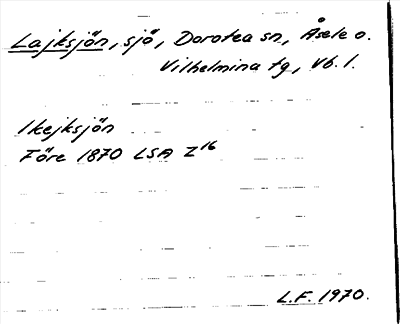 Lajksjön, sjö, Dorotea sn, Åsele o.
Vilhelmina tg, Vb. l.
Ikejksjön
Före 1870 LSA Z16
L.F. 1970.